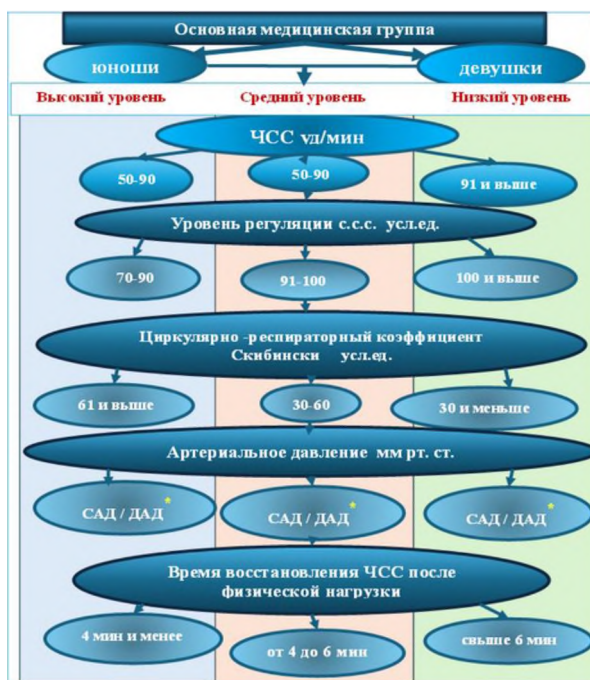 Основная медицинская группа
юноши
девушки
Высокий уровень
Средний уровень
Низкий уровень
ЧСС уд/мин
50-90
50-90
91 и выше
Уровень регуляции с.с.с. усл.ед.
70-90
91-100
100 и выше
Циркулярно -респираторный коэффициент
Скибински усл.ед.
61 и выше
30-60
30 и меньше
Артериальное давление мм рт. ст.
САД / ДАД*
САД / ДАД*
САД / ДАД*
Время восстановления ЧСС после
физической нагрузки
4 мин и менее
от 4 до 6 мин
свыше 6 мин